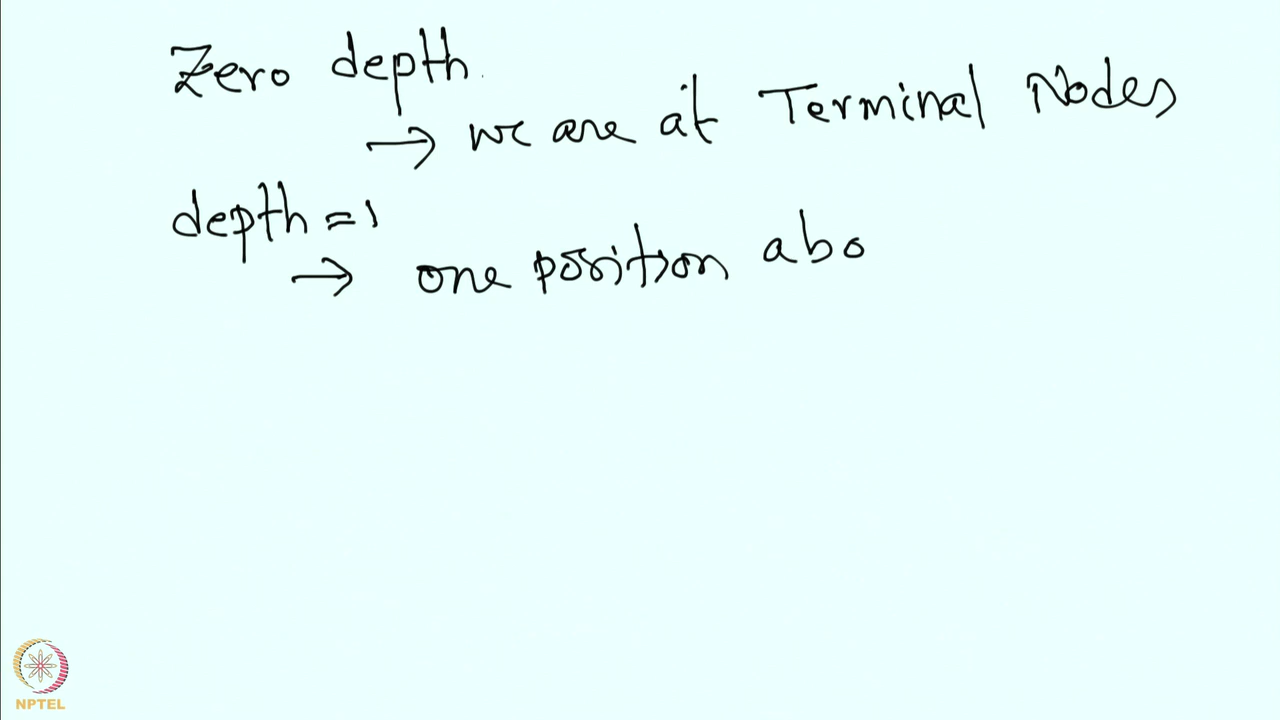 Zero depth
→ we are at Terminal Nodes
depth = 1
→ one position abo
NPTEL